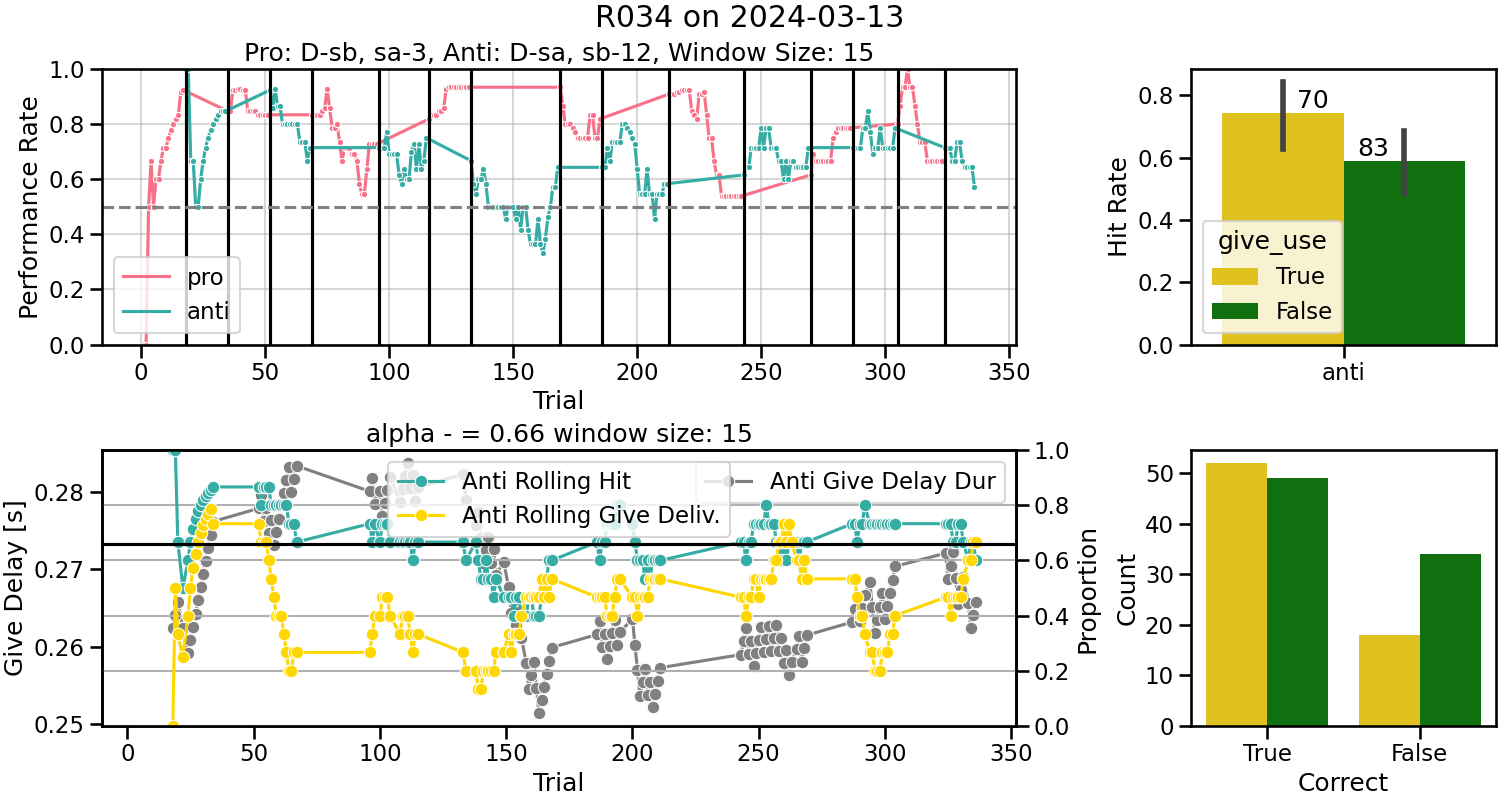 R034 on 2024-03-13
Pro: D-sb, sa-3, Anti: D-sa, sb-12, Window Size: 15
Performance Rate
1.0
0.8
0.6
0.4
0.2
0.0
pro
anti
0 50 100 150 200 250 300 350
Trial
Hit Rate
0.8
0.6
0.4
0.2
0.0
70
83
give_use
True
False
anti
alpha - = 0.66 window size: 15
Give Delay [s]
0.28
0.27
0.26
0.25
Anti Rolling Hit
Anti Rolling Give Deliv.
Anti Give Delay Dur
1.0
0.8
0.6
0.4
0.2
0.0
Proportion
0 50 100 150 200 250 300 350
Trial
Count
50
40
30
20
10
0
True False
Correct